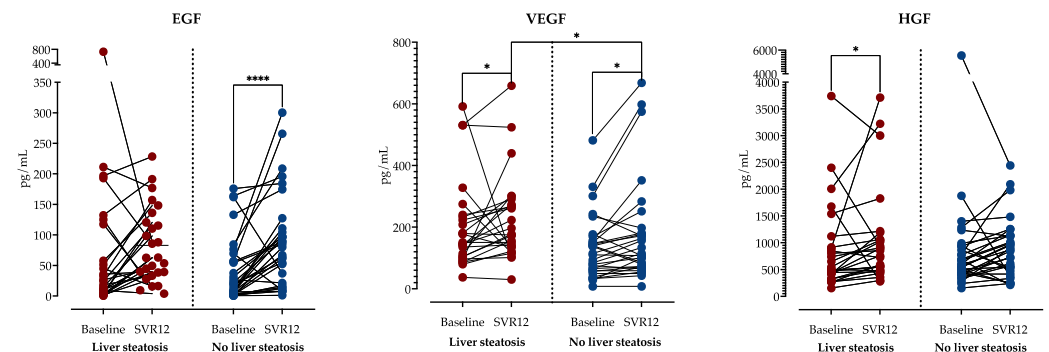 EGF
800
400
350
300
250
200
150
100
50
0
pg/mL
****
Baseline SVR12 Baseline SVR12
Liver steatosis No liver steatosis
VEGF
800
600
400
200
0
pg/mL
*
*
*
Baseline SVR12 Baseline SVR12
Liver steatosis No liver steatosis
HGF
6000
4000
4000
3500
3000
2500
2000
1500
1000
500
0
pg/mL
*
Baseline SVR12 Baseline SVR12
Liver steatosis No liver steatosis